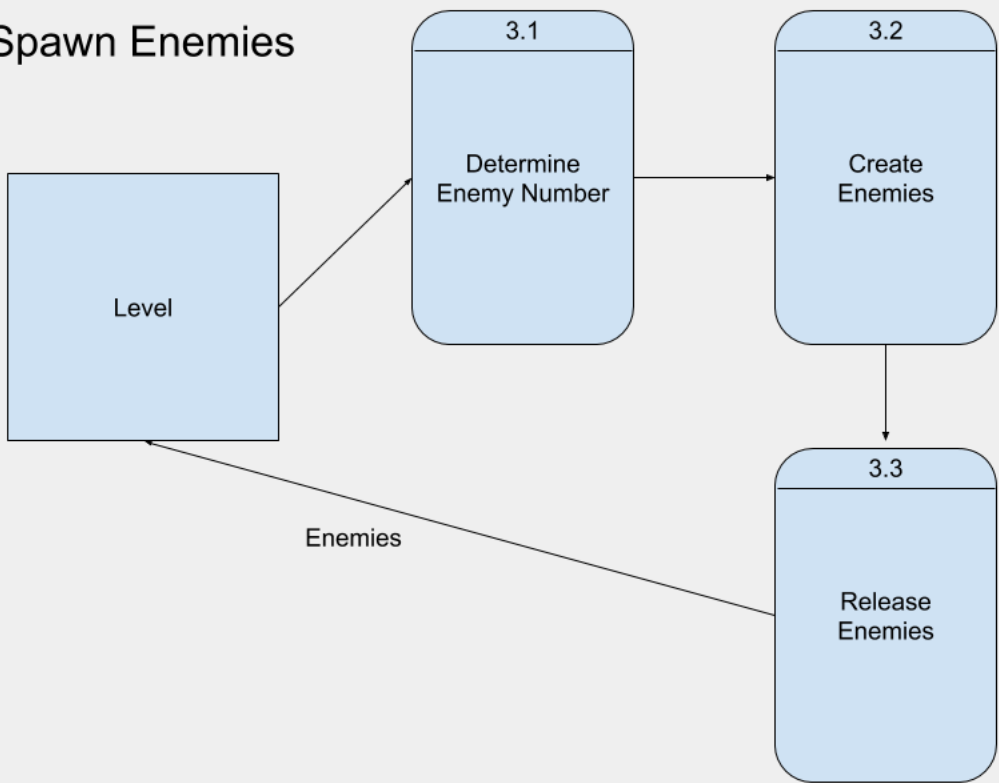 Spawn Enemies
3.1
Determine
Enemy Number
3.2
Create
Enemies
Level
3.3
Release
Enemies
Enemies